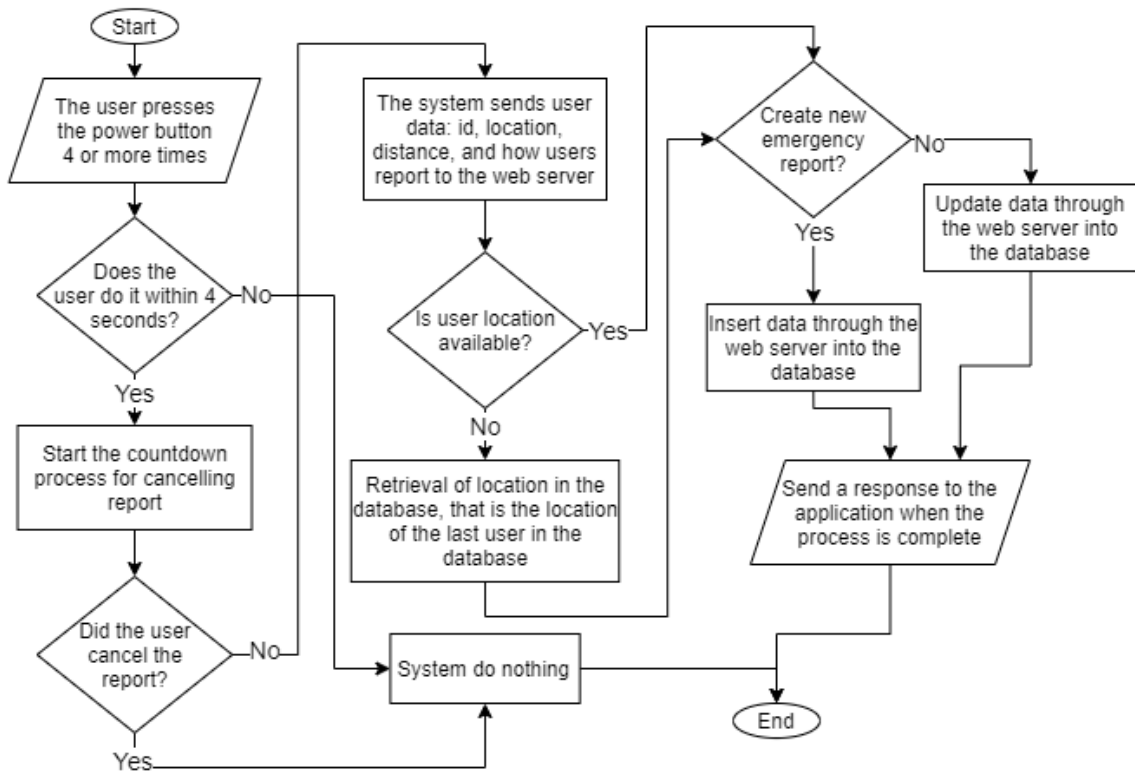 Start
The user presses
the power button
4 or more times
Does the
user do it within 4
seconds?
No
Yes
Start the countdown
process for cancelling
report
Did the user
cancel the
report?
No
Yes
The system sends user
data: id, location,
distance, and how users
report to the web server
Is user location
available?
Yes
No
Retrieval of location in the
database, that is the location
of the last user in the
database
System do nothing
Create new
emergency
report?
No
Yes
Update data through
the web server into
the database
Insert data through the
web server into the
database
Send a response to the
application when the
process is complete
End